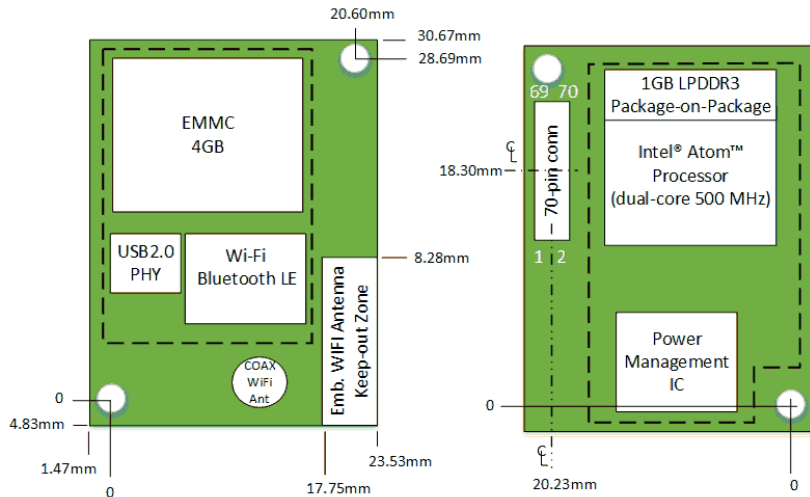 20.60mm
30.67mm
28.69mm
EMMC
4GB
USB2.0
PHY
Wi-Fi
Bluetooth LE
8.28mm
Emb. WIFI Antenna
Keep-out Zone
COAX
WiFi
Ant
0
4.83mm
1.47mm
0
17.75mm
23.53mm
69 70
1GB LPDDR3
Package-on-Package
℄
18.30mm
70-pin conn
Intel® Atom™
Processor
(dual-core 500 MHz)
1 2
Power
Management
IC
0
℄
20.23mm
0